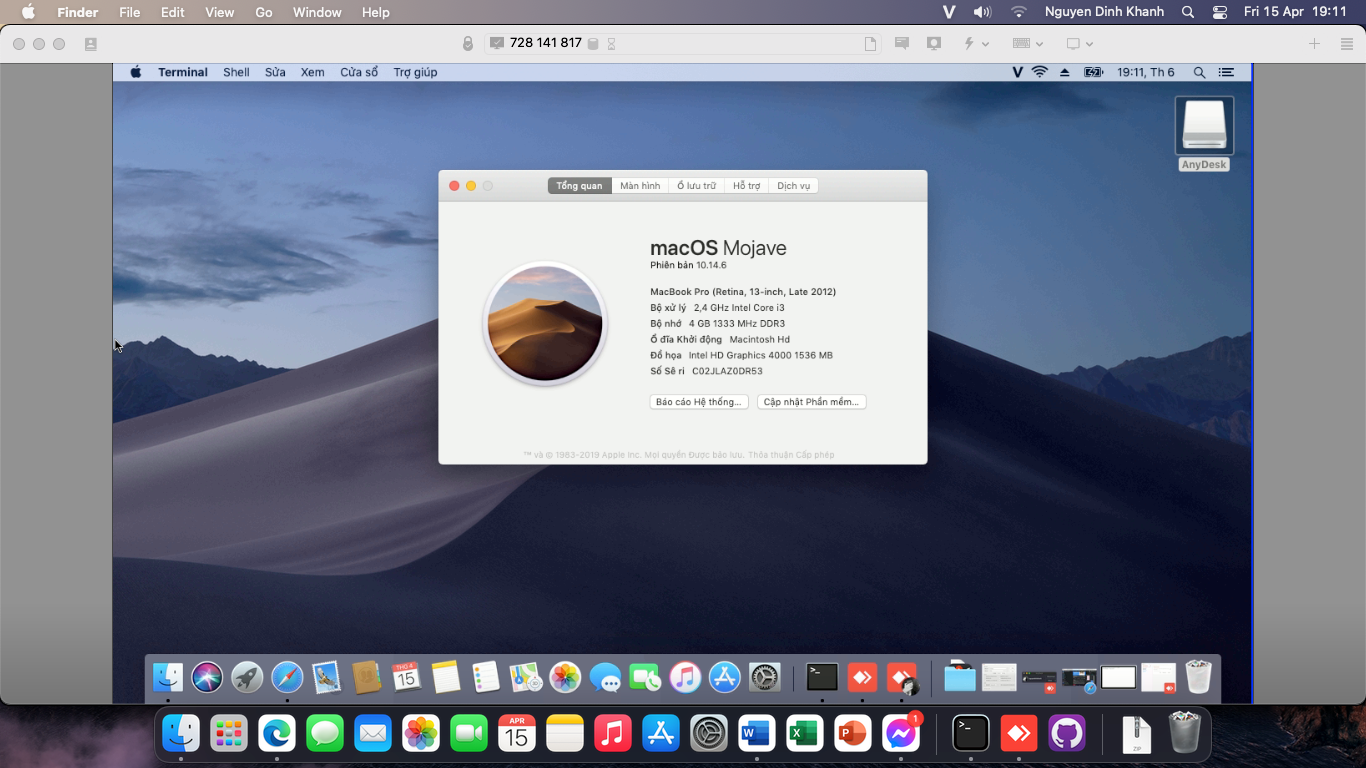 Finder File Edit View Go Window Help V Nguyen Dinh Khanh Fri 15 Apr 19:11
728 141 817
Terminal Shell Sửa Xem Cửa sổ Trợ giúp V 19:11, Th 6
AnyDesk
Tổng quan Màn hình Ổ lưu trữ Hỗ trợ Dịch vụ
macOS Mojave
Phiên bản 10.14.6
MacBook Pro (Retina, 13-inch, Late 2012)
Bộ xử lý 2,4 GHz Intel Core i3
Bộ nhớ 4 GB 1333 MHz DDR3
Ổ đĩa Khởi động Macintosh Hd
Đồ họa Intel HD Graphics 4000 1536 MB
Số Sê ri C02JLAZ0DR53
Báo cáo Hệ thống... Cập nhật Phần mềm...
™ và © 1983-2019 Apple Inc. Mọi quyền Được bảo lưu. Thỏa thuận Cấp phép
THG 4
15
APR
15
W X P 1
ZIP